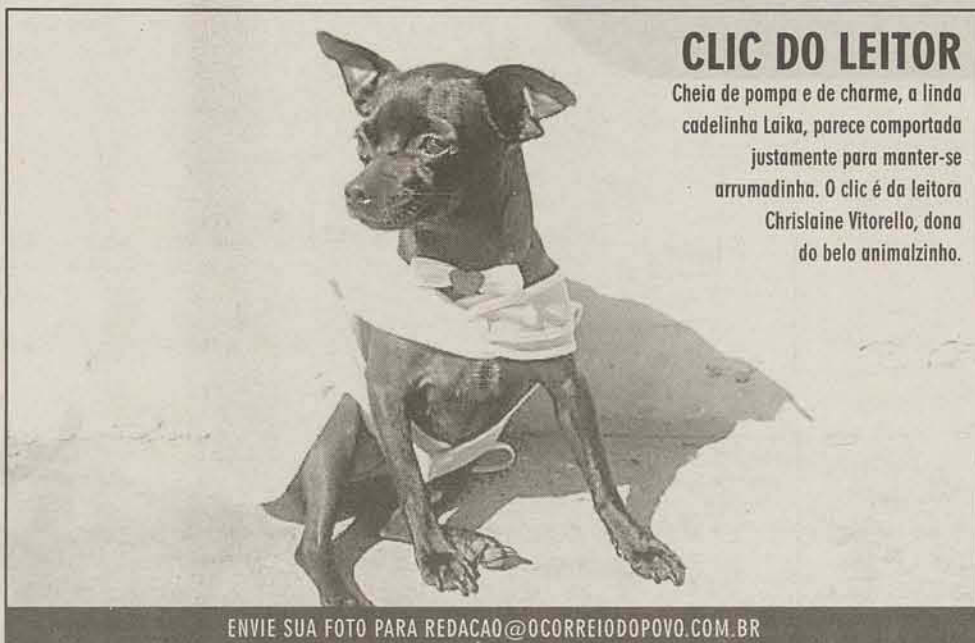 CLIC DO LEITOR
Cheia de pompa e de charme, a linda
cadelinha Laika, parece comportada
justamente para manter-se
arrumadinha. O clic é da leitora
Chrislaine Vitorello, dona
do belo animalzinho.
ENVIE SUA FOTO PARA REDACAO@OCORREIODOPOVO.COM.BR